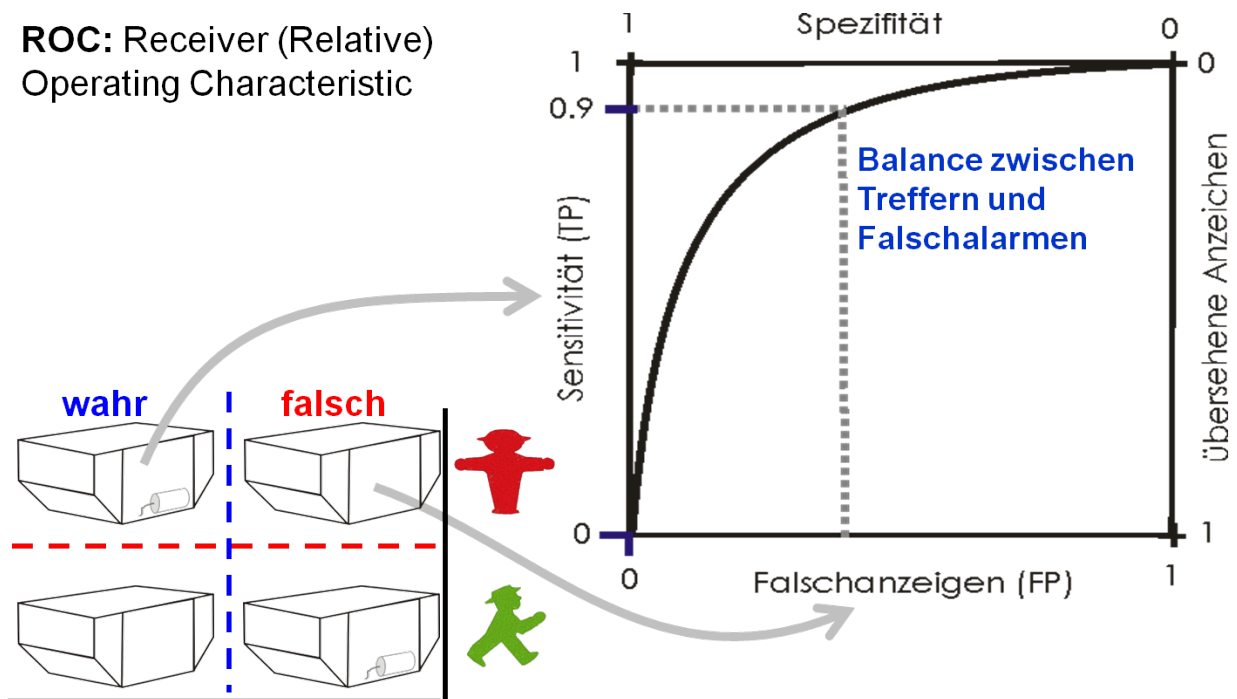 ROC: Receiver (Relative)
Operating Characteristic
1
Spezifität
0
1
0
0.9
Balance zwischen
Treffern und
Falschalarmen
Sensitivität (TP)
übersehene Anzeichen
wahr
falsch
0
1
0
Falschanzeigen (FP)
1